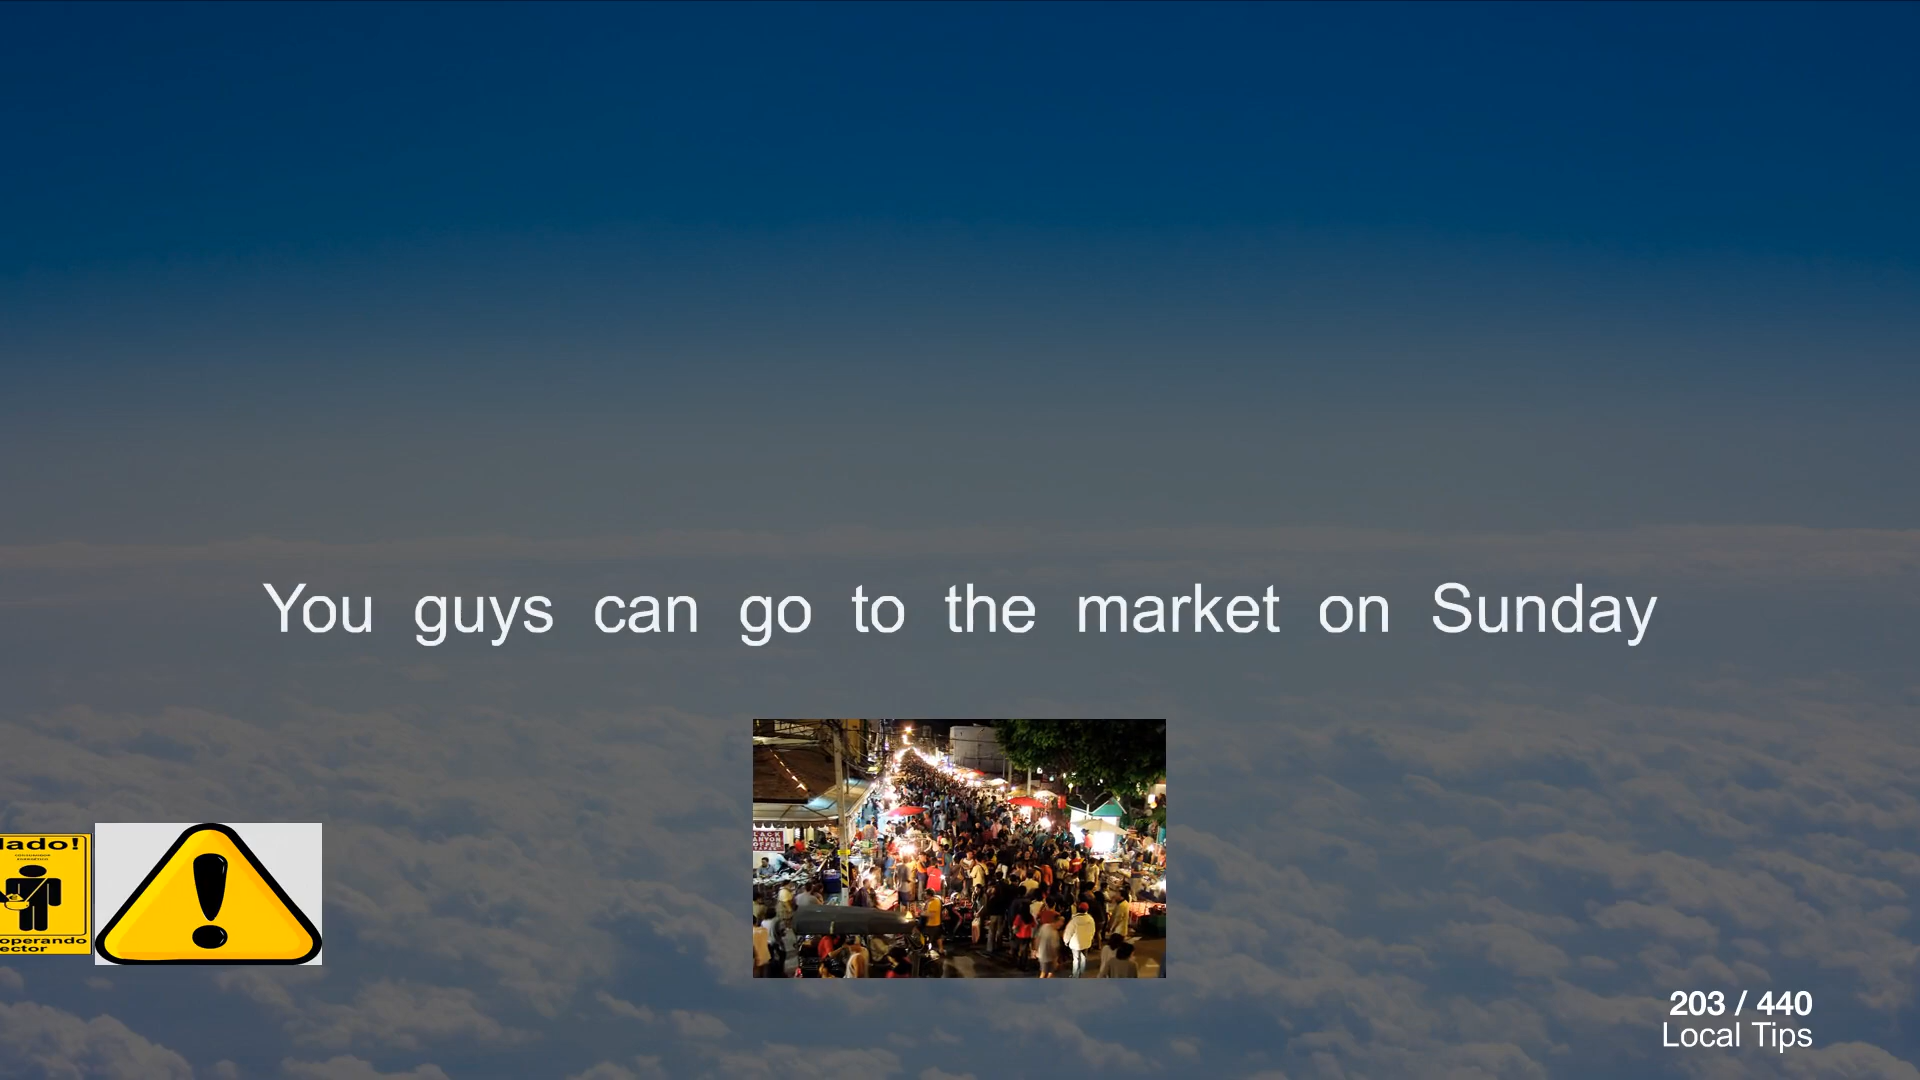 You guys can go to the market on Sunday
lado!
operando
ector
203 / 440
Local Tips